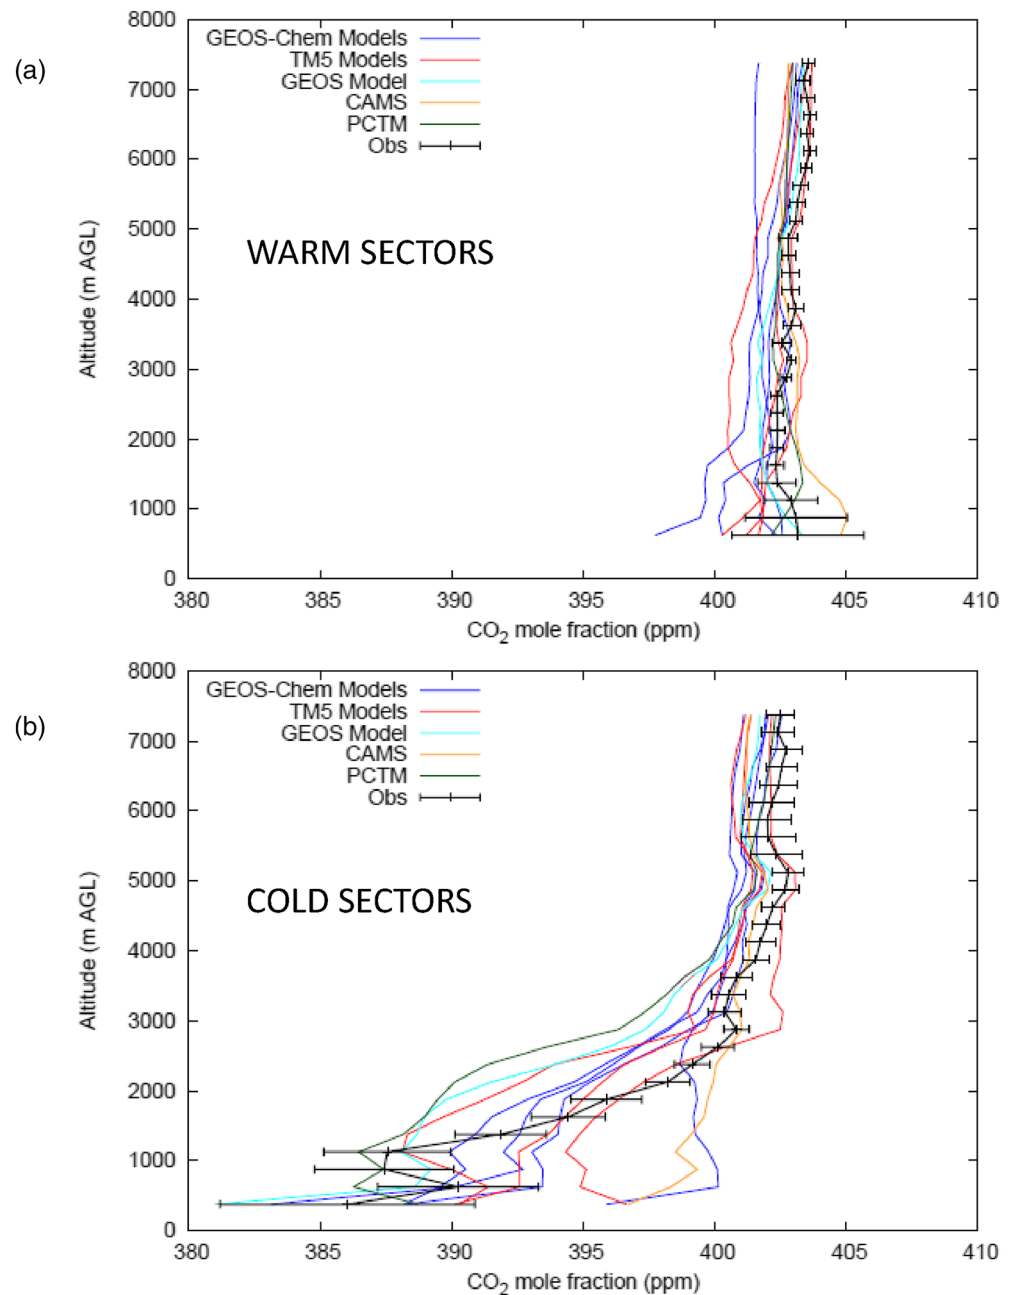 (a)
8000
7000
6000
5000
4000
3000
2000
1000
0
Altitude (m AGL)
GEOS-Chem Models
TM5 Models
GEOS Model
CAMS
PCTM
Obs
WARM SECTORS
380 385 390 395 400 405 410
CO2 mole fraction (ppm)
(b)
8000
7000
6000
5000
4000
3000
2000
1000
0
Altitude (m AGL)
GEOS-Chem Models
TM5 Models
GEOS Model
CAMS
PCTM
Obs
COLD SECTORS
380 385 390 395 400 405 410
CO2 mole fraction (ppm)